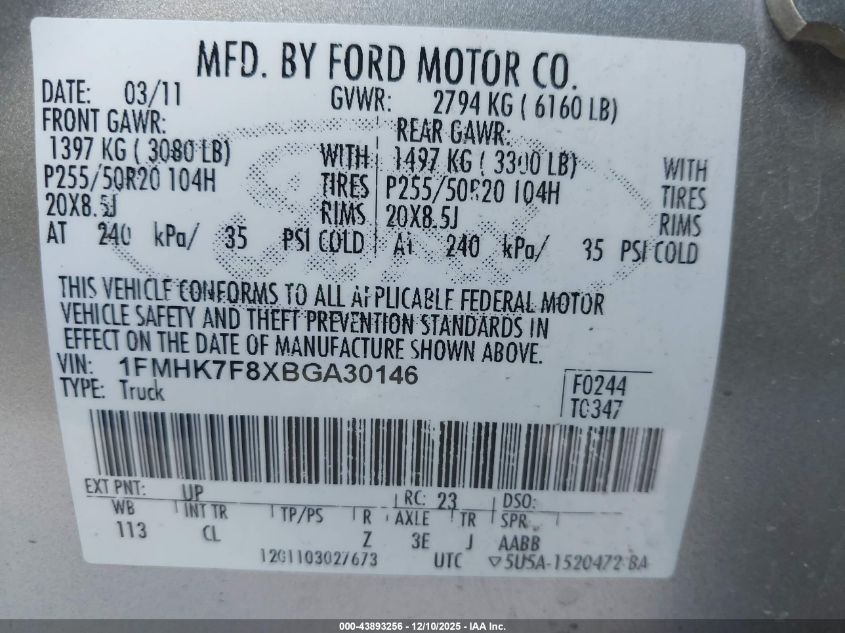 MFD. BY FORD MOTOR CO.
DATE: 03/11 GVWR: 2794 KG ( 6160 LB)
FRONT GAWR: REAR GAWR:
1397 KG ( 3080 LB) WITH 1497 KG ( 3300 LB) WITH
P255/50R20 104H TIRES P255/50R20 104H TIRES
20X8.5J RIMS 20X8.5J RIMS
AT 240 kPa/ 35 PSI COLD AT 240 kPa/ 35 PSI COLD
THIS VEHICLE CONFORMS TO ALL APPLICABLE FEDERAL MOTOR
VEHICLE SAFETY AND THEFT PREVENTION STANDARDS IN
EFFECT ON THE DATE OF MANUFACTURE SHOWN ABOVE.
VIN: 1FMHK7F8XBGA30146
TYPE: Truck
F0244
T0347
EXT PNT: UP RC: 23 DSO:
WB INT TR TP/PS R AXLE TR SPR
113 CL Z 3E J AABB
12011103027673 UTC ▽5U5A-1520472-BA
000-43893256 - 12/10/2025 - IAA Inc.